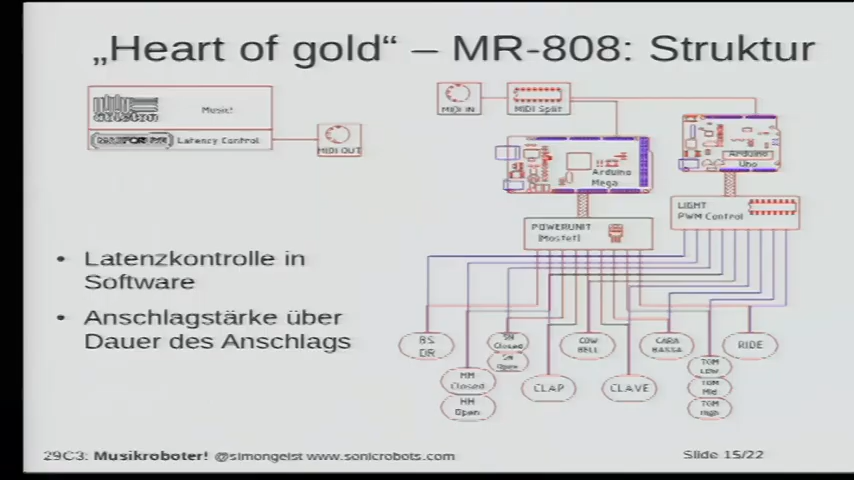 „Heart of gold“ – MR-808: Struktur
Ableton
Music!
MAXFORLIVE
Latency Control
MIDI OUT
MIDI IN
MIDI Split
Arduino
Mega
Arduino
Uno
POWERUNIT
(Mosfet)
LIGHT
PWM Control
• Latenzkontrolle in
Software
• Anschlagstärke über
Dauer des Anschlags
BS
DR
HH
Closed
HH
Open
SN
Closed
SN
Open
CLAP
COW
BELL
CLAVE
CABA
BASSA
TOM
Low
TOM
Mid
TOM
High
RIDE
29C3: Musikroboter! @simongeist www.sonicrobots.com
Slide 15/22